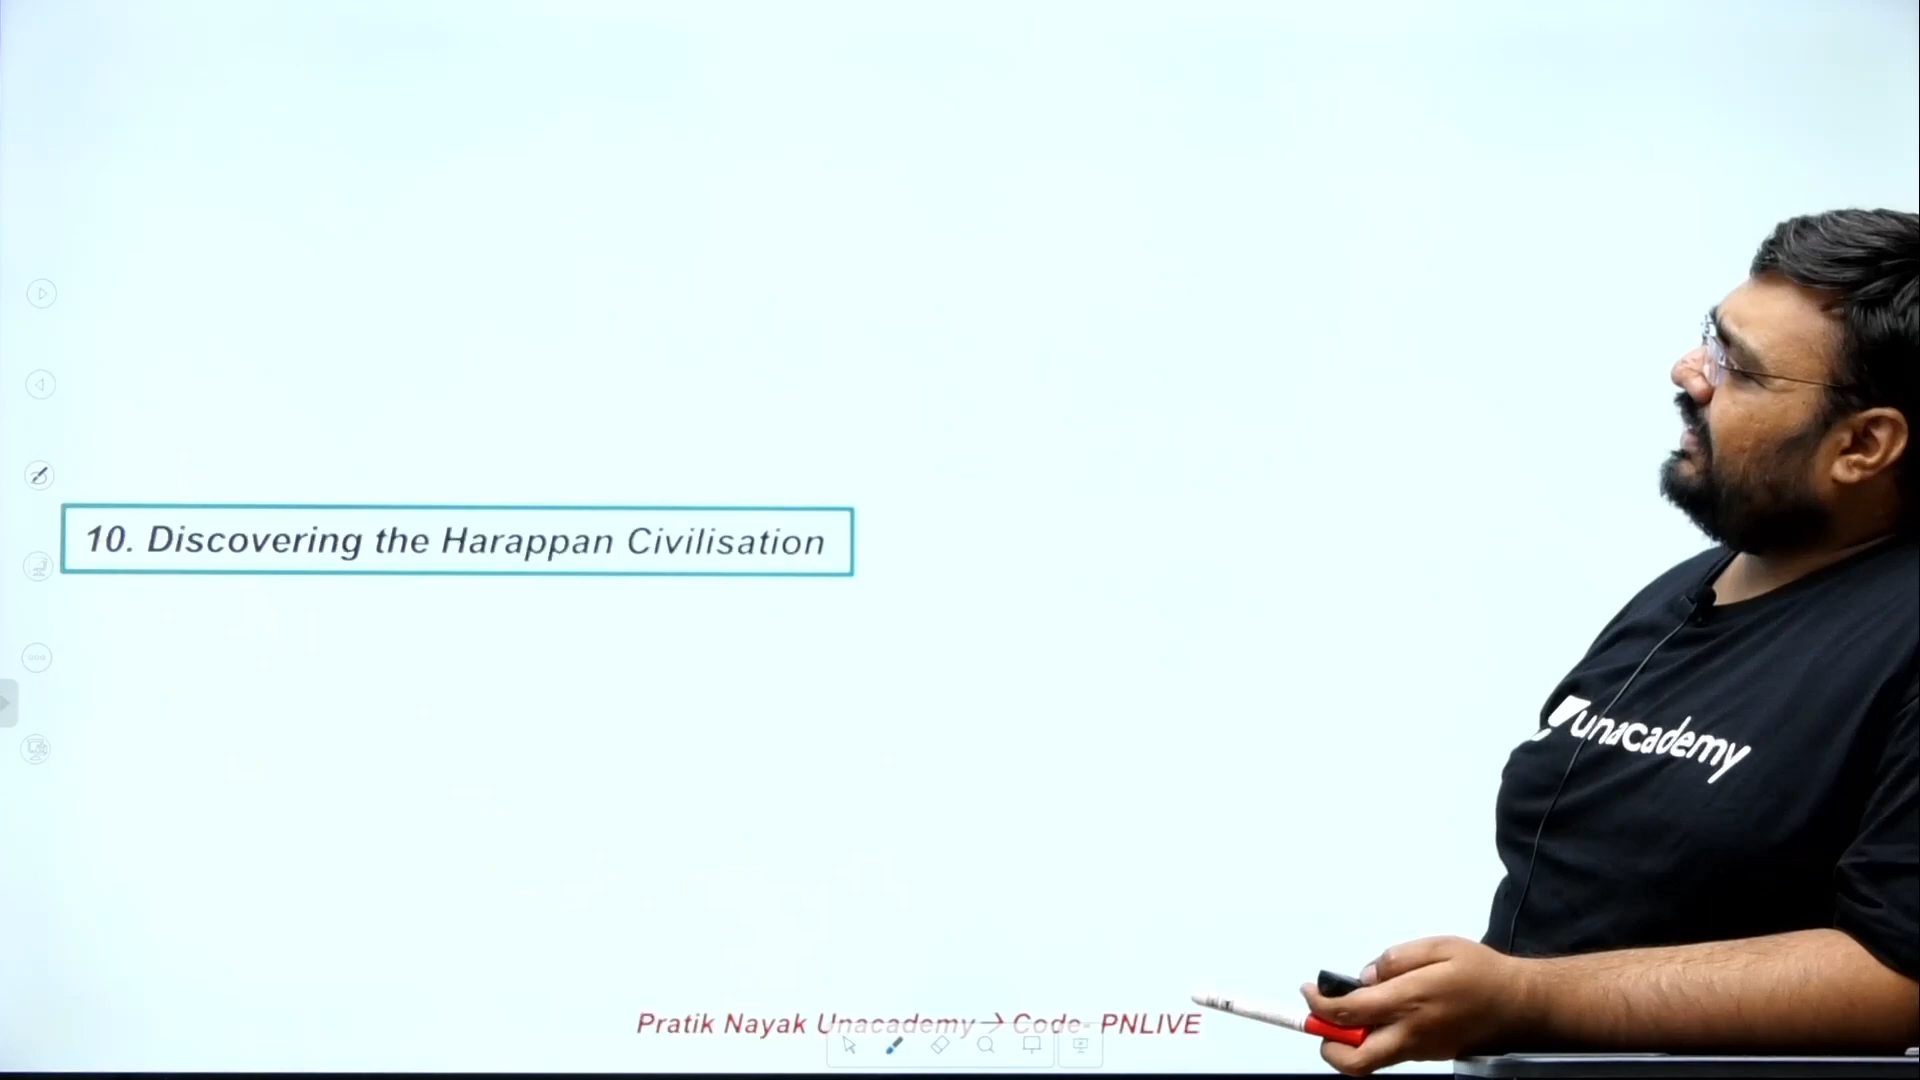 10. Discovering the Harappan Civilisation
unacademy
Pratik Nayak Unacademy → Code- PNLIVE